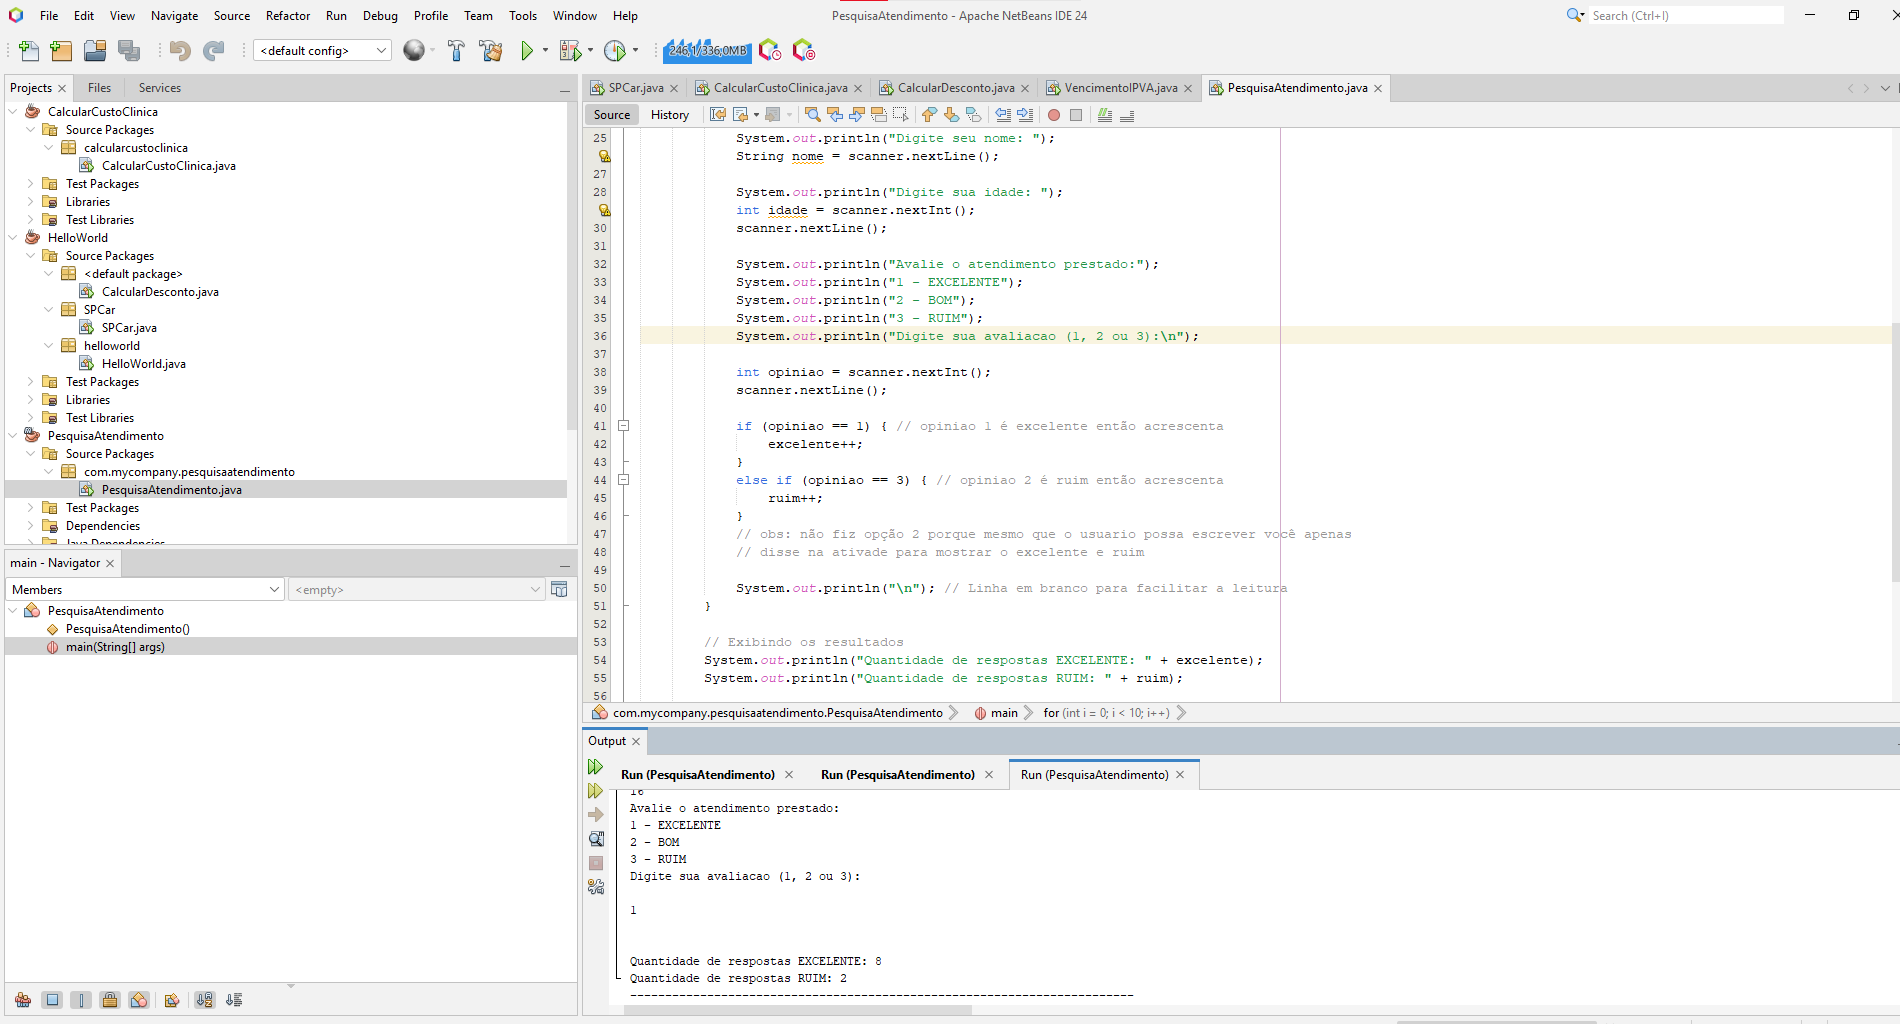 File Edit View Navigate Source Refactor Run Debug Profile Team Tools Window Help PesquisaAtendimento - Apache NetBeans IDE 24 Search (Ctrl+I)
<default config> 246,1/336,0MB
Projects Files Services
CalcularCustoClinica
Source Packages
calcularcustoclinica
CalcularCustoClinica.java
Test Packages
Libraries
Test Libraries
HelloWorld
Source Packages
<default package>
CalcularDesconto.java
SPCar
SPCar.java
helloworld
HelloWorld.java
Test Packages
Libraries
Test Libraries
PesquisaAtendimento
Source Packages
com.mycompany.pesquisaatendimento
PesquisaAtendimento.java
Test Packages
Dependencies
Java Dependencies
main - Navigator
Members <empty>
PesquisaAtendimento
PesquisaAtendimento()
main(String[] args)
SPCar.java CalcularCustoClinica.java CalcularDesconto.java VencimentoIPVA.java PesquisaAtendimento.java
Source History
25 System.out.println("Digite seu nome: ");
String nome = scanner.nextLine();
27
28 System.out.println("Digite sua idade: ");
int idade = scanner.nextInt();
30 scanner.nextLine();
31
32 System.out.println("Avalie o atendimento prestado:");
33 System.out.println("1 - EXCELENTE");
34 System.out.println("2 - BOM");
35 System.out.println("3 - RUIM");
36 System.out.println("Digite sua avaliacao (1, 2 ou 3):\n");
37
38 int opiniao = scanner.nextInt();
39 scanner.nextLine();
40
41 if (opiniao == 1) { // opiniao 1 é excelente então acrescenta
42 excelente++;
43 }
44 else if (opiniao == 3) { // opiniao 2 é ruim então acrescenta
45 ruim++;
46 }
47 // obs: não fiz opção 2 porque mesmo que o usuario possa escrever você apenas
48 // disse na ativade para mostrar o excelente e ruim
49
50 System.out.println("\n"); // Linha em branco para facilitar a leitura
51 }
52
53 // Exibindo os resultados
54 System.out.println("Quantidade de respostas EXCELENTE: " + excelente);
55 System.out.println("Quantidade de respostas RUIM: " + ruim);
56
com.mycompany.pesquisaatendimento.PesquisaAtendimento main for (int i = 0; i < 10; i++)
Output
Run (PesquisaAtendimento) Run (PesquisaAtendimento) Run (PesquisaAtendimento)
16
Avalie o atendimento prestado:
1 - EXCELENTE
2 - BOM
3 - RUIM
Digite sua avaliacao (1, 2 ou 3):
1
Quantidade de respostas EXCELENTE: 8
Quantidade de respostas RUIM: 2
------------------------------------------------------------------------